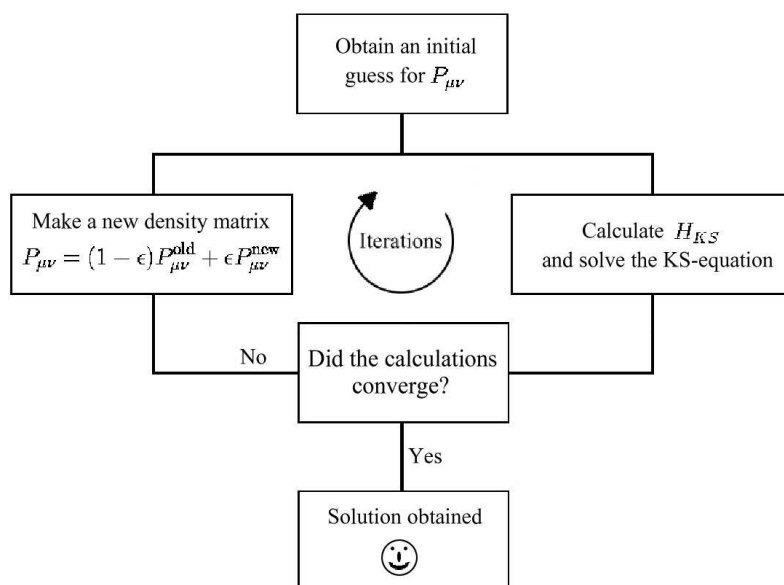 Obtain an initial
guess for $P_{\mu\nu}$
Make a new density matrix
$P_{\mu\nu} = (1 - \epsilon)P_{\mu\nu}^{\text{old}} + \epsilon P_{\mu\nu}^{\text{new}}$
Iterations
Calculate $H_{KS}$
and solve the KS-equation
No
Did the calculations
converge?
Yes
Solution obtained